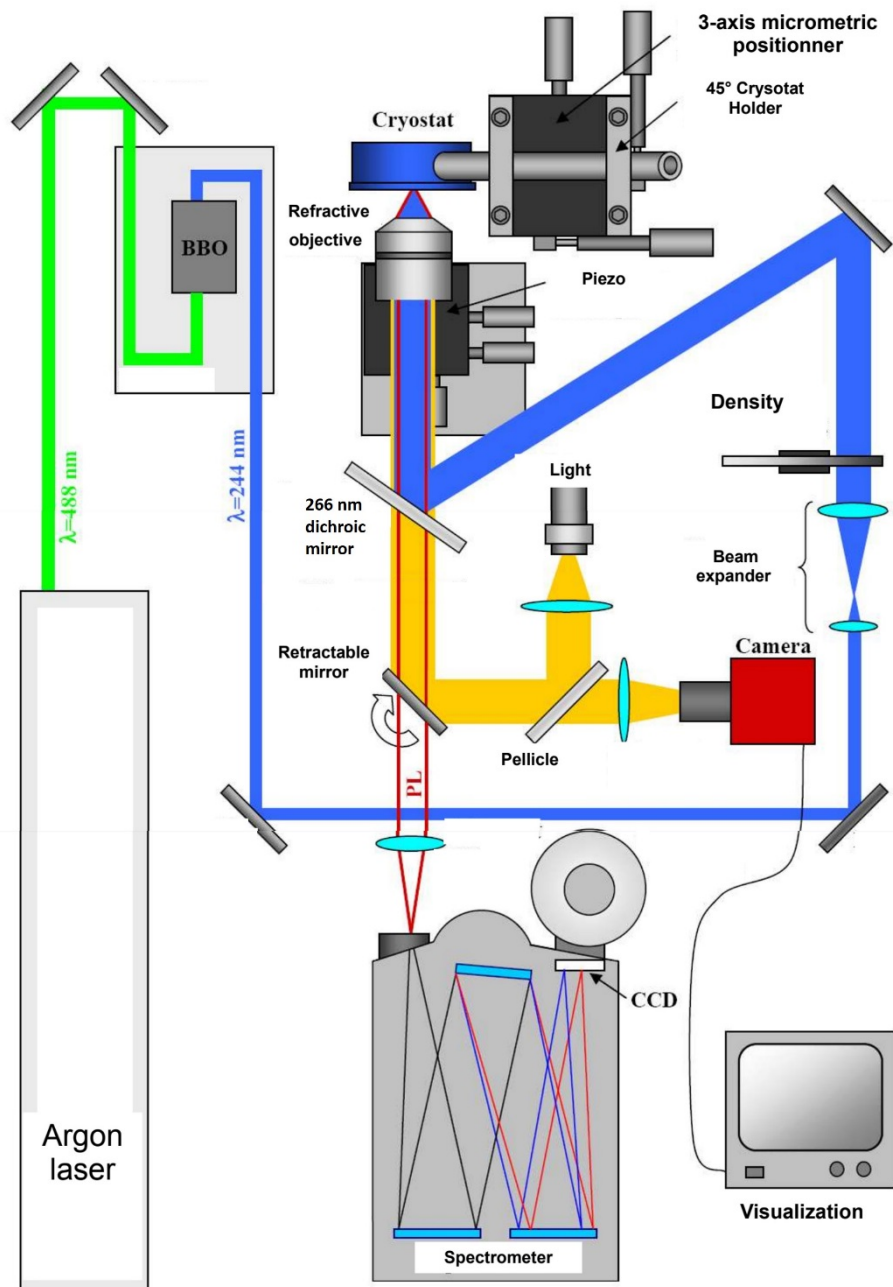 3-axis micrometric
positionner
45° Crysotat
Holder
Cryostat
Refractive
objective
BBO
Piezo
Density
Light
λ=488 nm
λ=244 nm
266 nm
dichroic
mirror
Beam
expander
Retractable
mirror
Camera
Pellicle
PL
CCD
Argon
laser
Visualization
Spectrometer